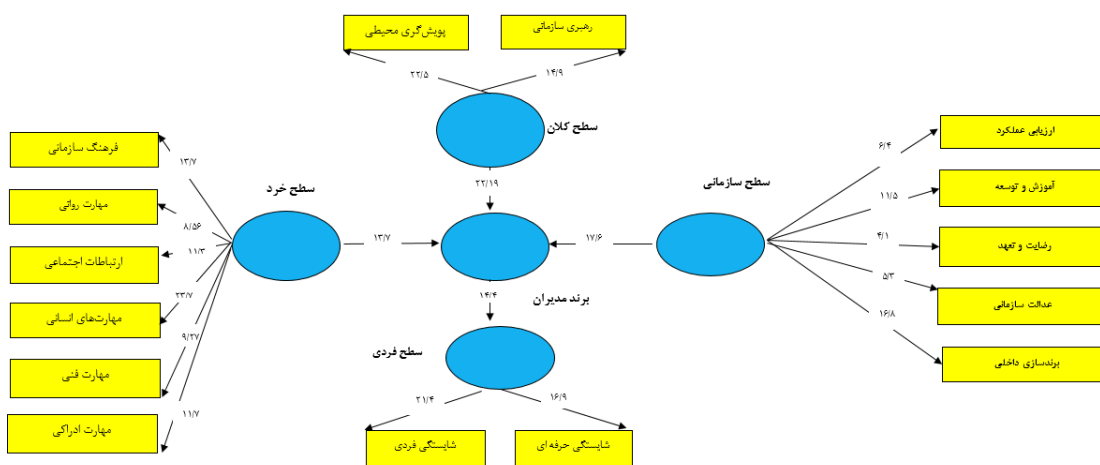 پویش‌گری محیطی
رهبری سازمانی
۲۲/۵
۱۴/۹
سطح کلان
۲۲/۱۹
فرهنگ سازمانی
مهارت روانی
ارتباطات اجتماعی
مهارت‌های انسانی
مهارت فنی
مهارت ادراکی
۱۳/۷
۸/۵۶
۱۱/۳
۲۳/۷
۹/۲۷
۱۱/۷
سطح خرد
۱۳/۷
برند مدیران
۱۷/۶
سطح سازمانی
۶/۴
۱۱/۵
۴/۱
۵/۳
۱۶/۸
ارزیابی عملکرد
آموزش و توسعه
رضایت و تعهد
عدالت سازمانی
برندسازی داخلی
۱۴/۴
سطح فردی
۲۱/۴
۱۶/۹
شایستگی فردی
شایستگی حرفه ای